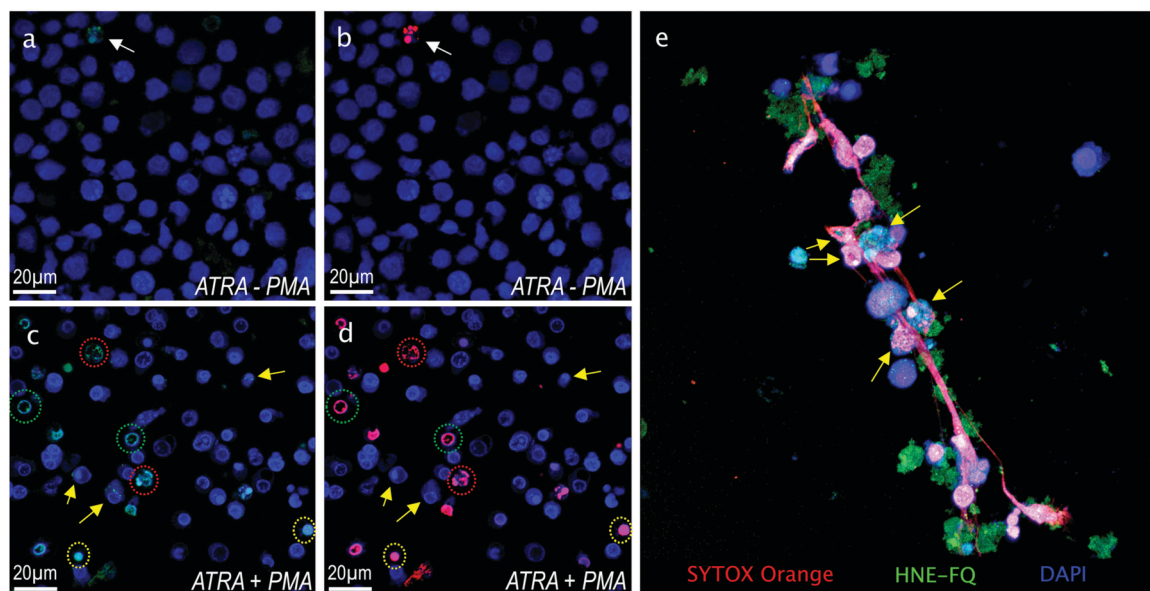 a
20µm
ATRA - PMA
b
20µm
ATRA - PMA
c
20µm
ATRA + PMA
d
20µm
ATRA + PMA
e
SYTOX Orange HNE-FQ DAPI